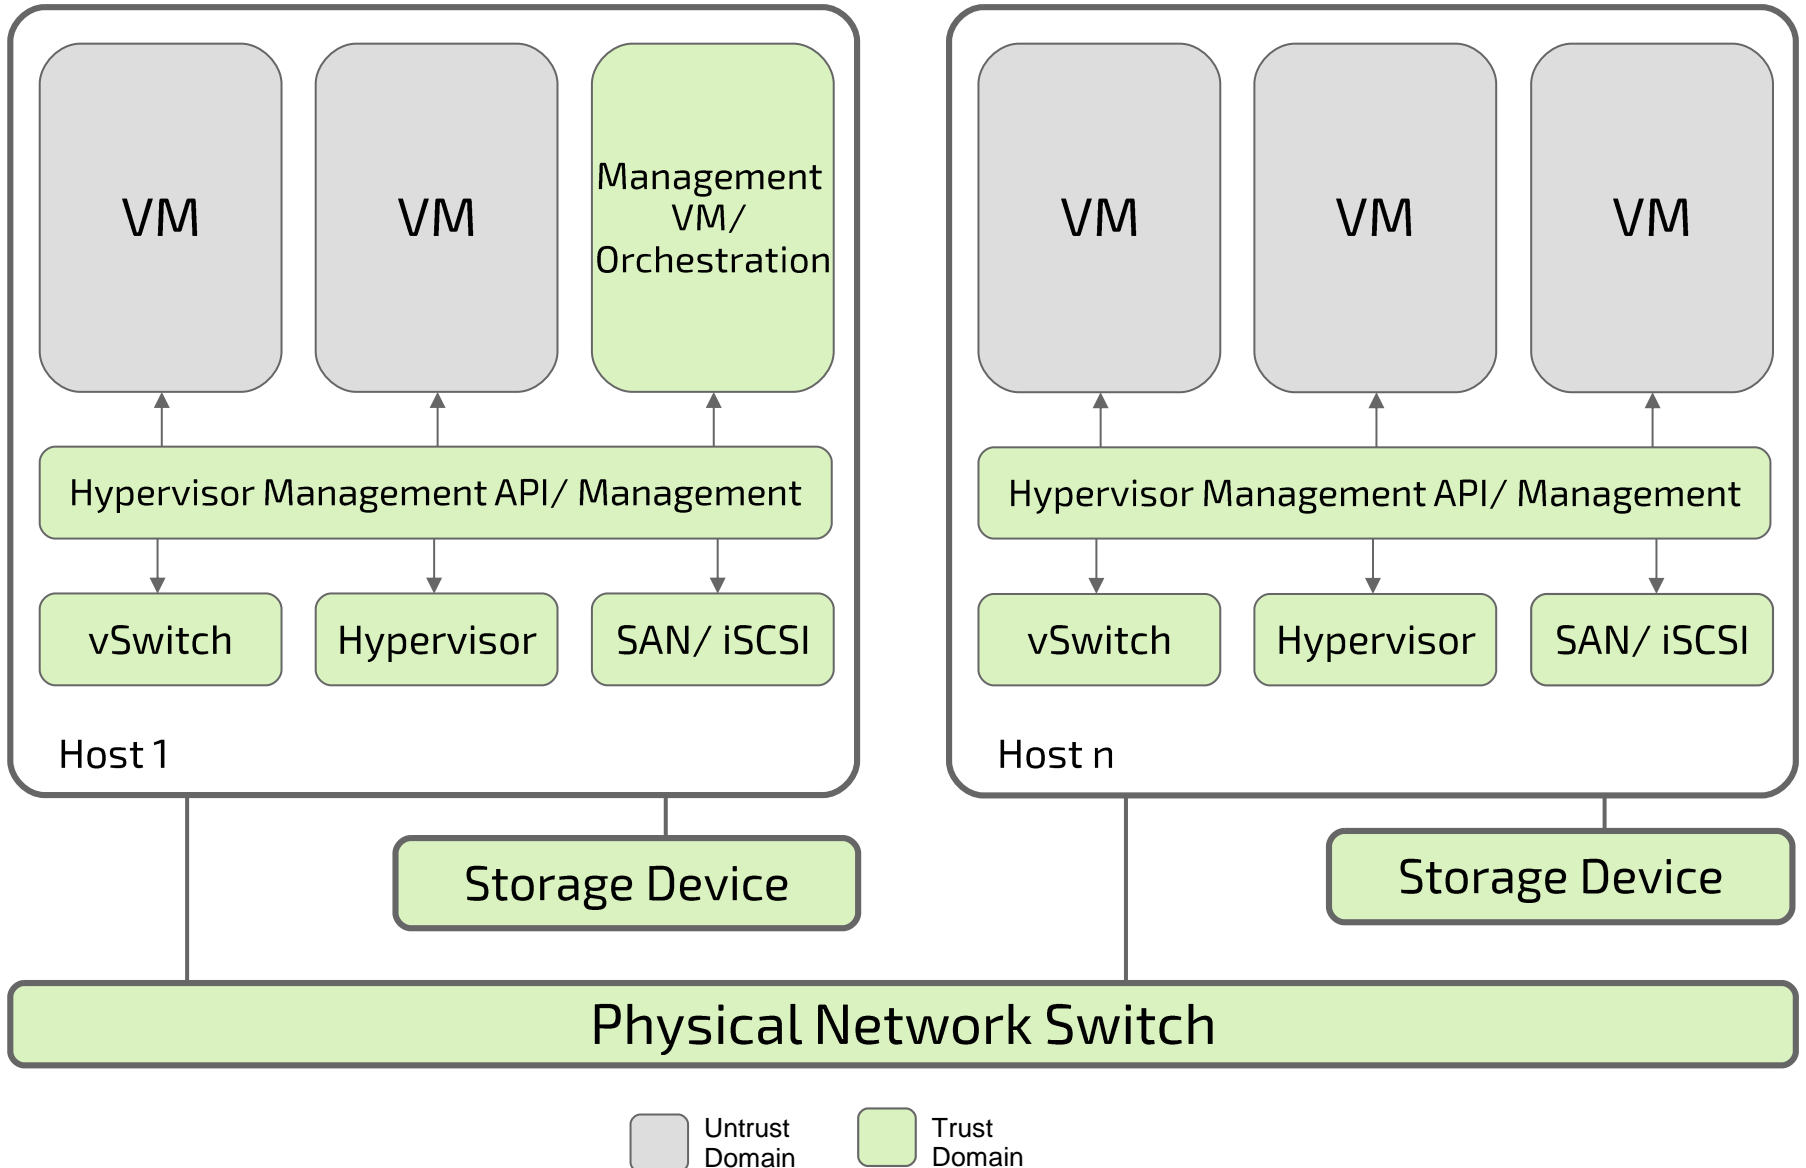 VM
VM
Management
VM/
Orchestration
Hypervisor Management API/ Management
vSwitch
Hypervisor
SAN/ iSCSI
Host 1
VM
VM
VM
Hypervisor Management API/ Management
vSwitch
Hypervisor
SAN/ iSCSI
Host n
Storage Device
Storage Device
Physical Network Switch
Untrust
Domain
Trust
Domain